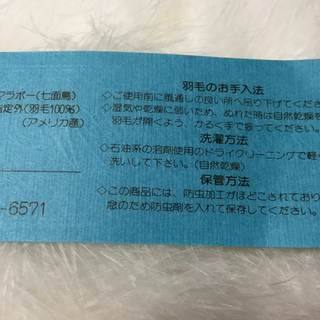 マラボー(七面鳥)
指定外(羽毛100%)
(アメリカ産)
-6571
羽毛のお手入法
◇ご使用前に風通しの良い所へ吊り下げてくださ
◇湿気や乾燥に弱いため、ぬれた時は自然乾燥を
羽毛が開くよう、かるく手で振ってください。
洗濯方法
◇石油系の溶剤使用のドライクリーニングで軽く
洗いして下さい。(自然乾燥)
保管方法
◇この商品には、防虫加工がほどこされており
念のため防虫剤を入れて保存してください。